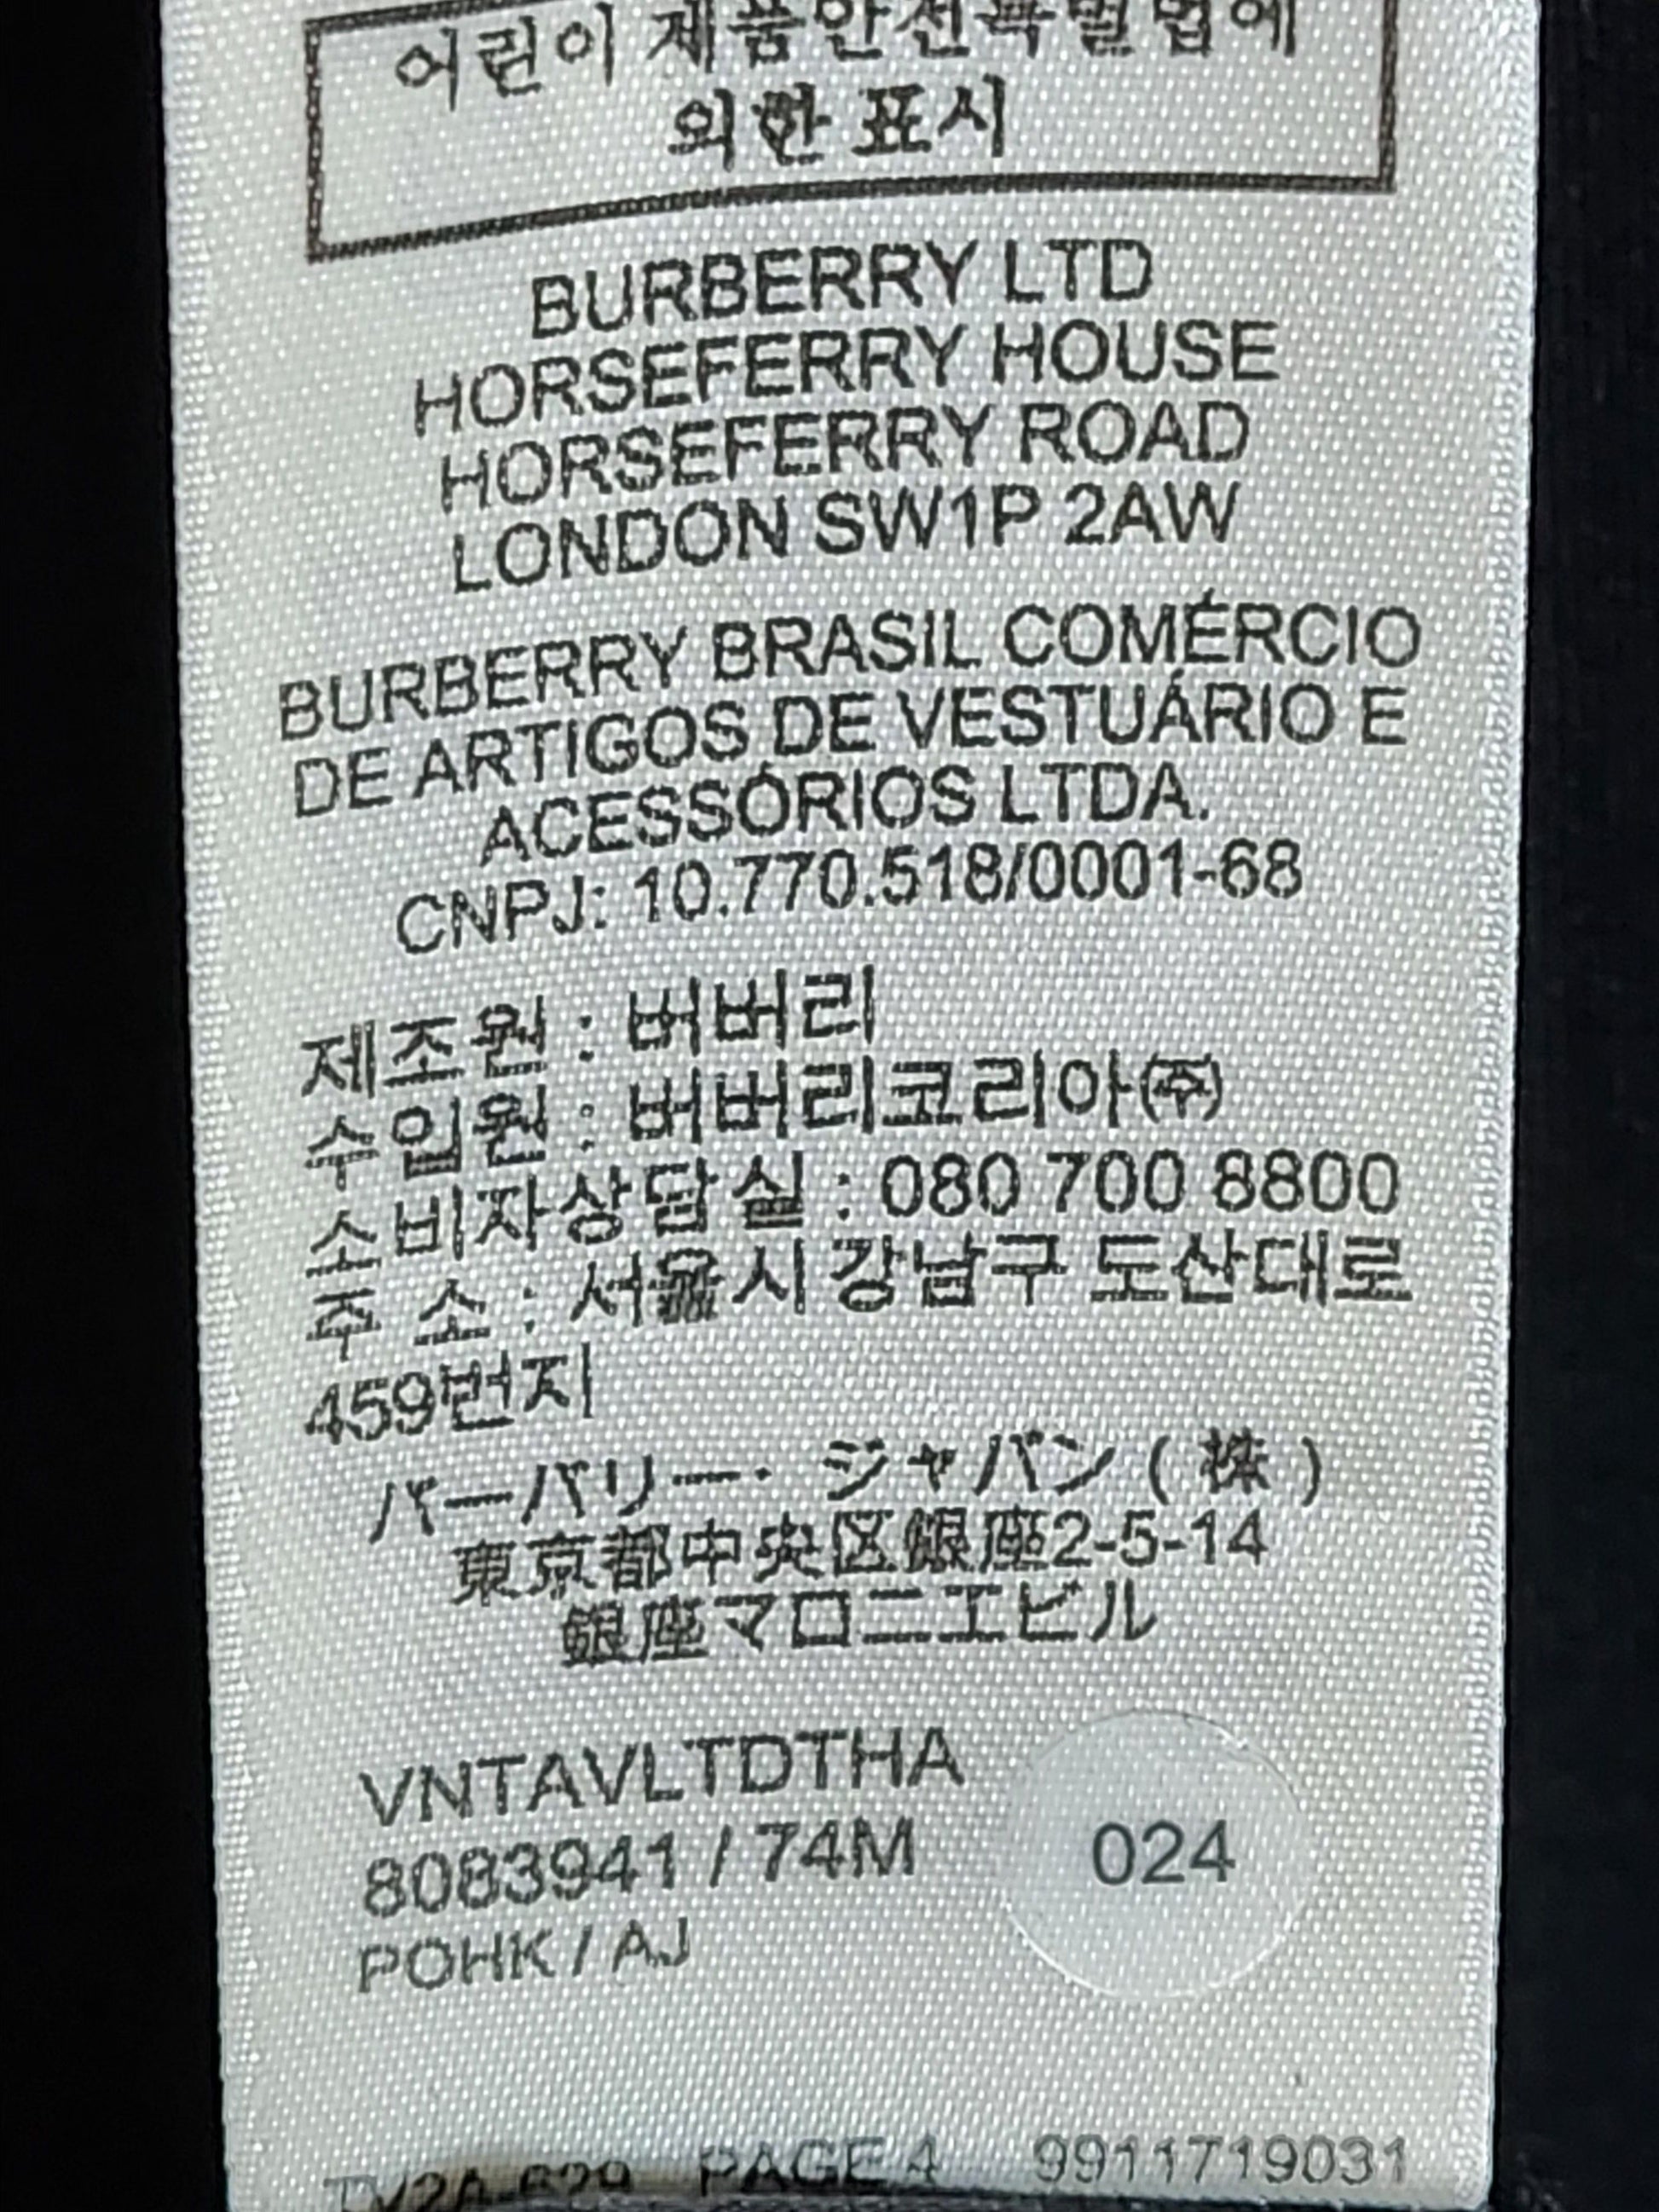 어린이 제품안전특별법에
의한 표시
BURBERRY LTD
HORSEFERRY HOUSE
HORSEFERRY ROAD
LONDON SW1P 2AW
BURBERRY BRASIL COMÉRCIO
DE ARTIGOS DE VESTUÁRIO E
ACESSÓRIOS LTDA.
CNPJ: 10.770.518/0001-68
제조원 : 버버리
수입원 : 버버리코리아㈜
소비자상담실 : 080 700 8800
주 소 : 서울시 강남구 도산대로
459번지
バーバリー・ジャパン ( 株 )
東京都中央区銀座2-5-14
銀座マロニエビル
VNTAVLTDTHA
8083941 / 74M
024
POHK / AJ
PAGE 4 9911719031